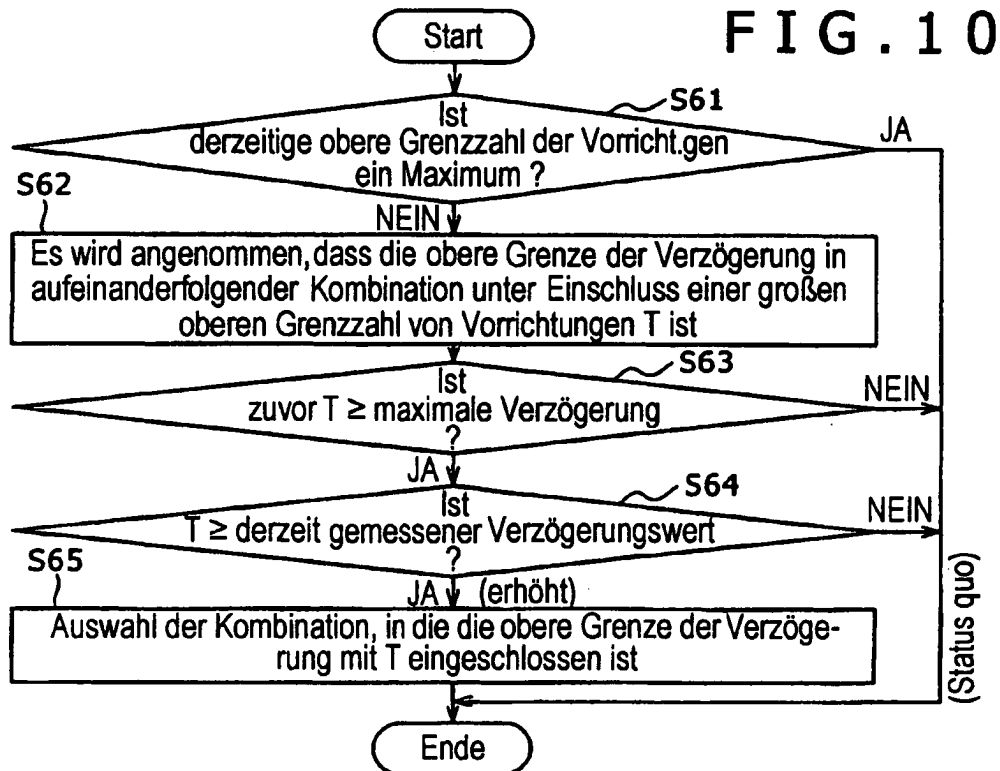 FIG.10
Start
S61
Ist
derzeitige obere Grenzzahl der Vorricht.gen
ein Maximum ?
JA
S62
NEIN
Es wird angenommen, dass die obere Grenze der Verzögerung in
aufeinanderfolgender Kombination unter Einschluss einer großen
oberen Grenzzahl von Vorrichtungen T ist
S63
Ist
zuvor T ≥ maximale Verzögerung
?
NEIN
JA
S64
Ist
T ≥ derzeit gemessener Verzögerungswert
?
NEIN
S65
JA (erhöht)
Auswahl der Kombination, in die die obere Grenze der Verzöge-
rung mit T eingeschlossen ist
(Status quo)
Ende